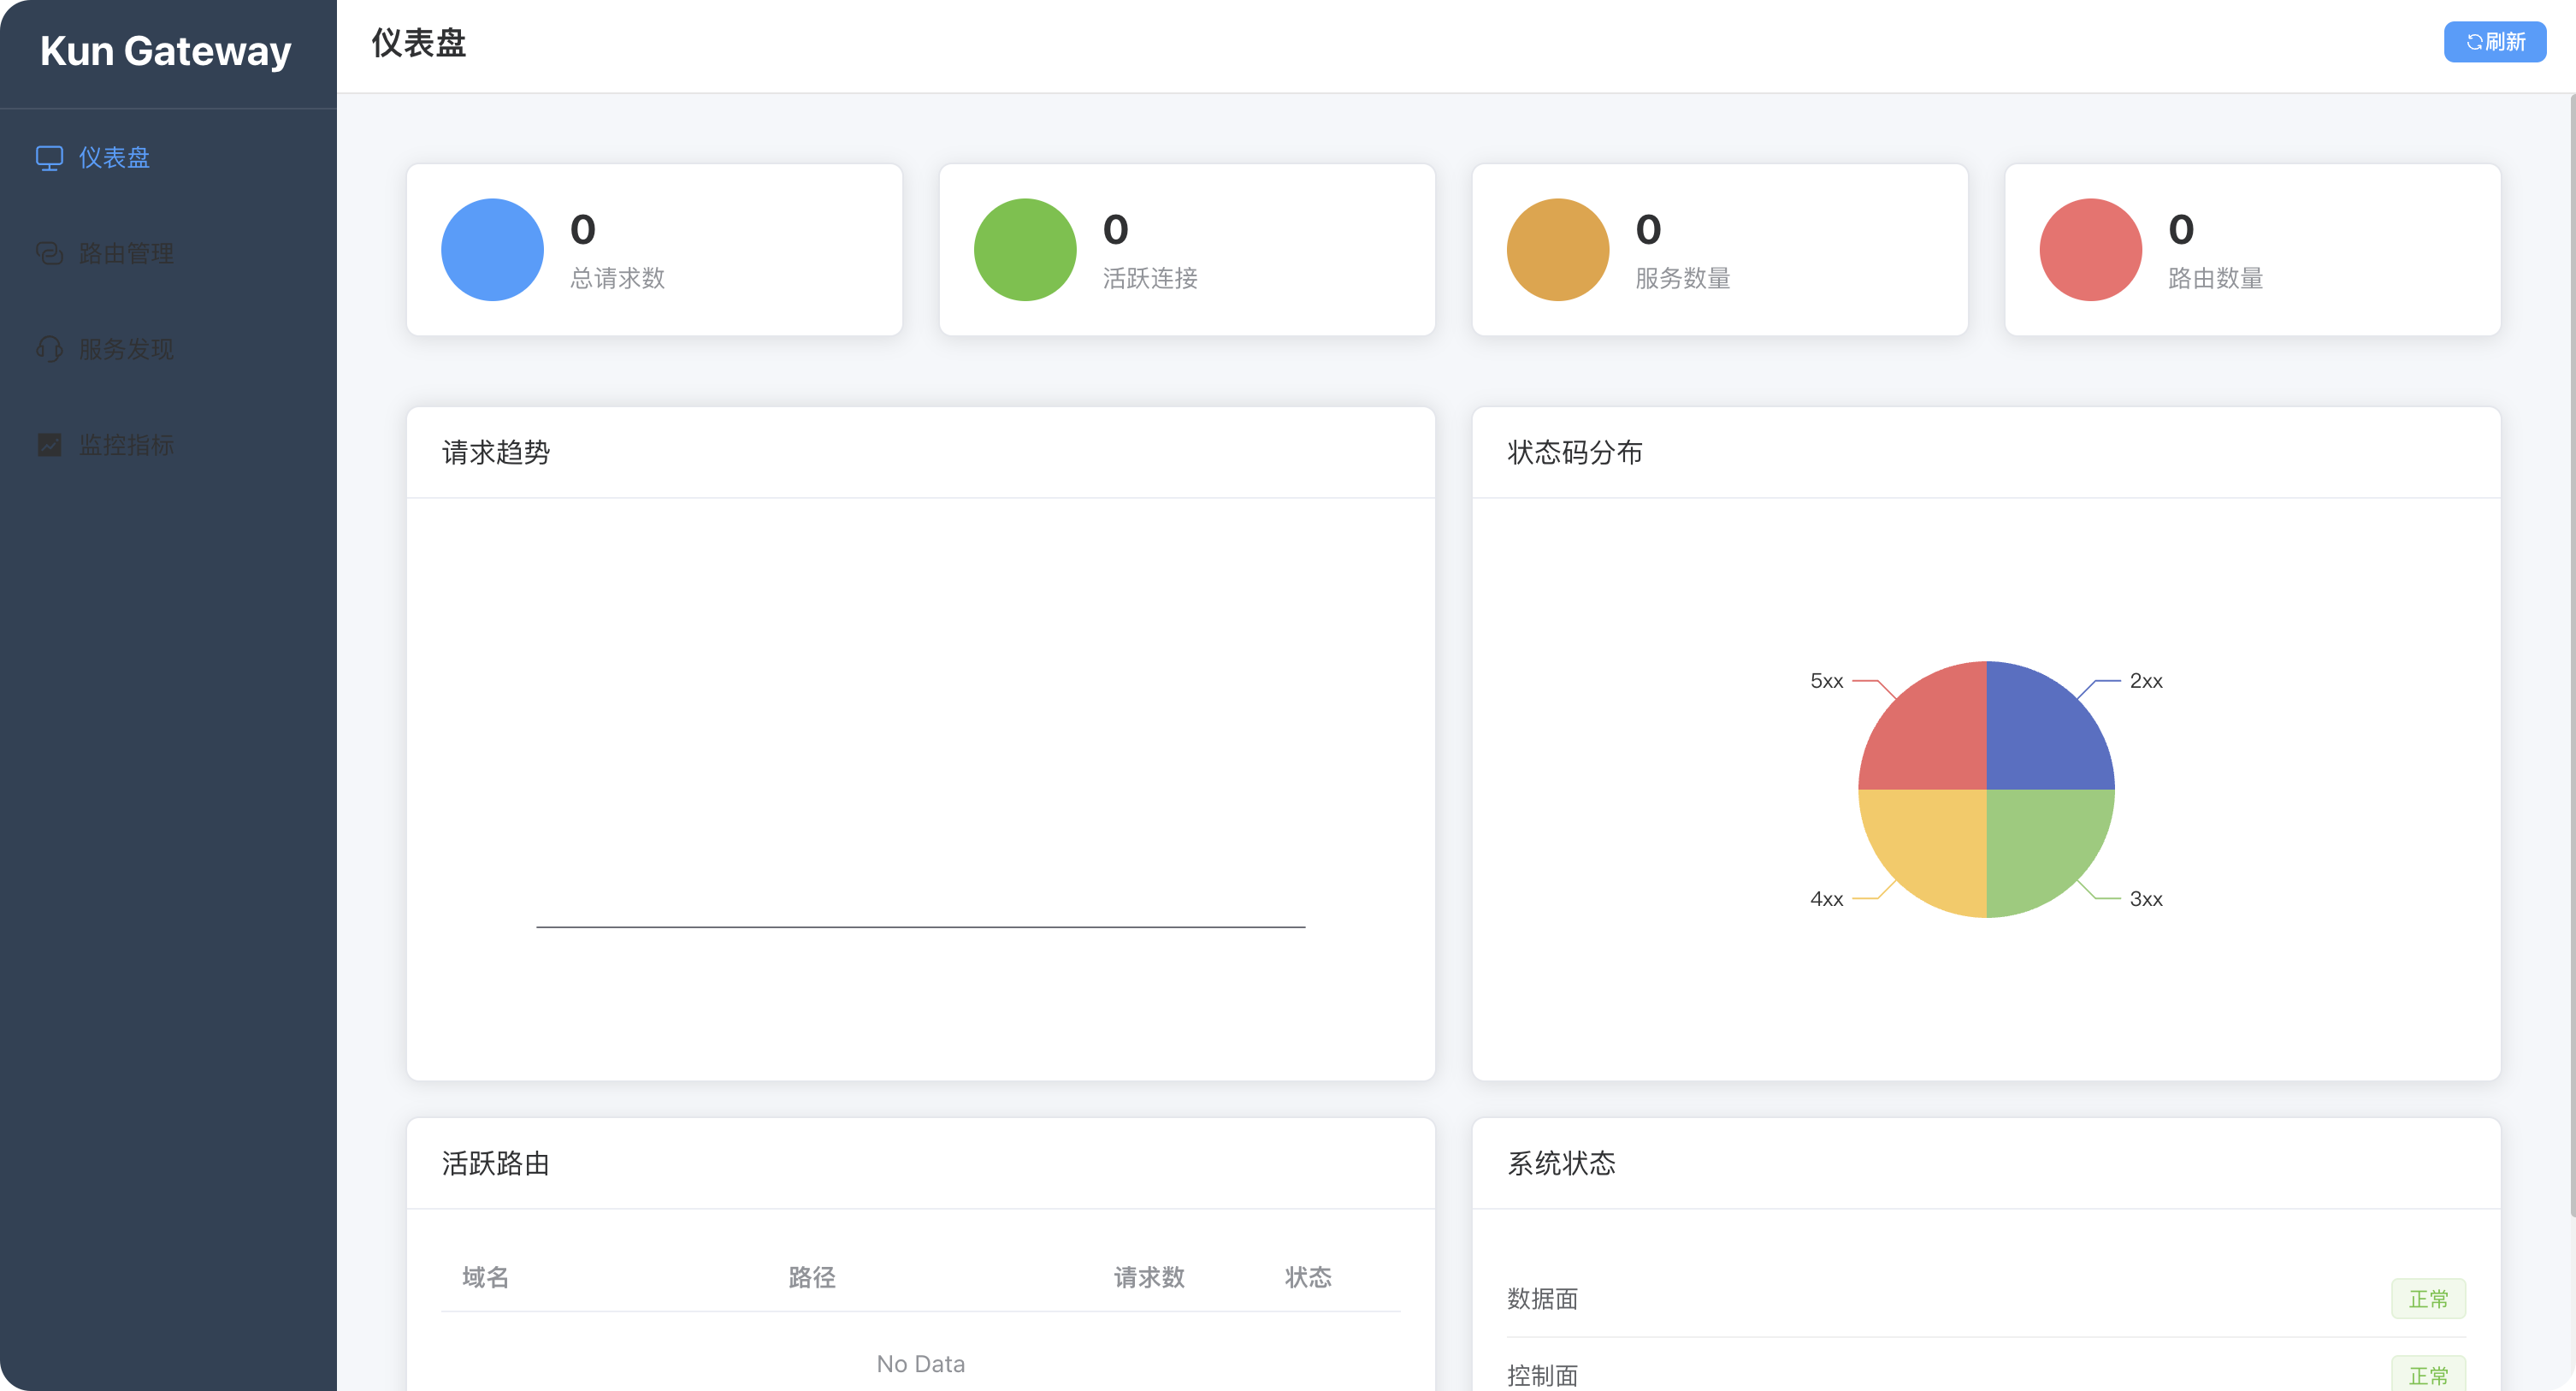 Kun Gateway
仪表盘
路由管理
服务发现
监控指标
仪表盘
刷新
0
总请求数
0
活跃连接
0
服务数量
0
路由数量
请求趋势
状态码分布
5xx
2xx
4xx
3xx
活跃路由
域名 路径 请求数 状态
No Data
系统状态
数据面 正常
控制面 正常